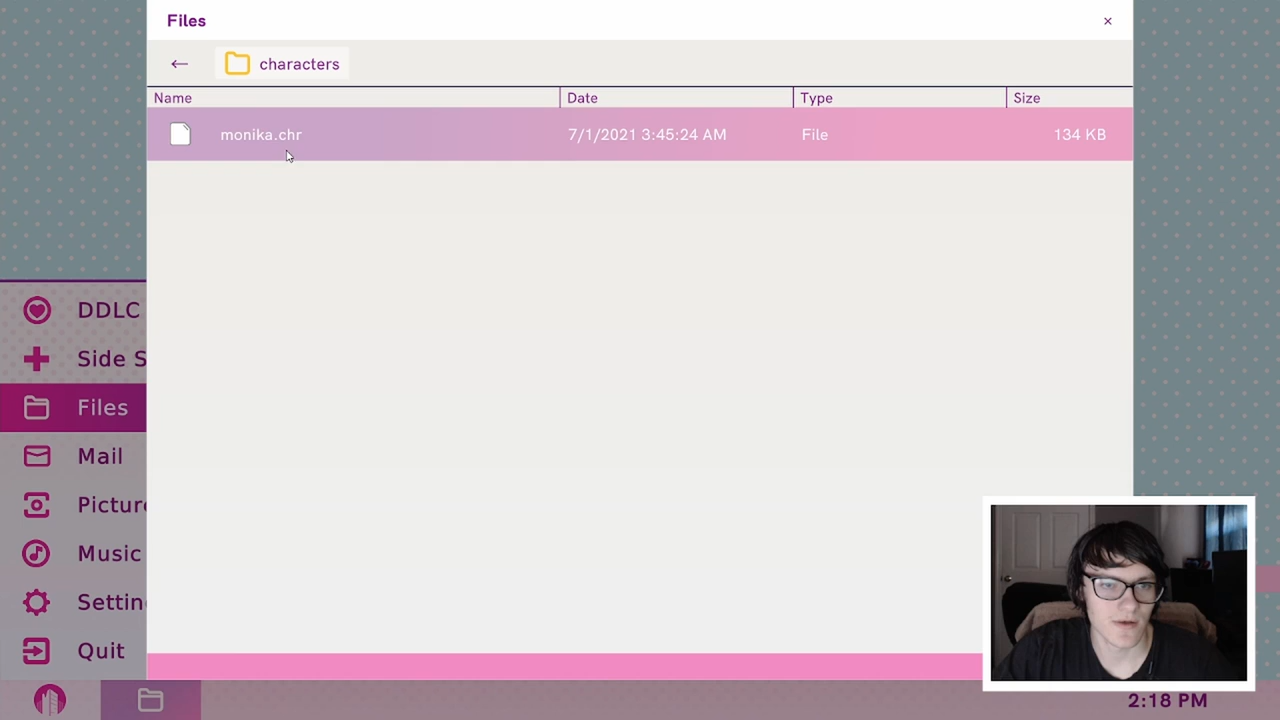 Files ×
← characters
Name Date Type Size
monika.chr 7/1/2021 3:45:24 AM File 134 KB
DDLC
Side S
Files
Mail
Picture
Music
Settin
Quit
2:18 PM